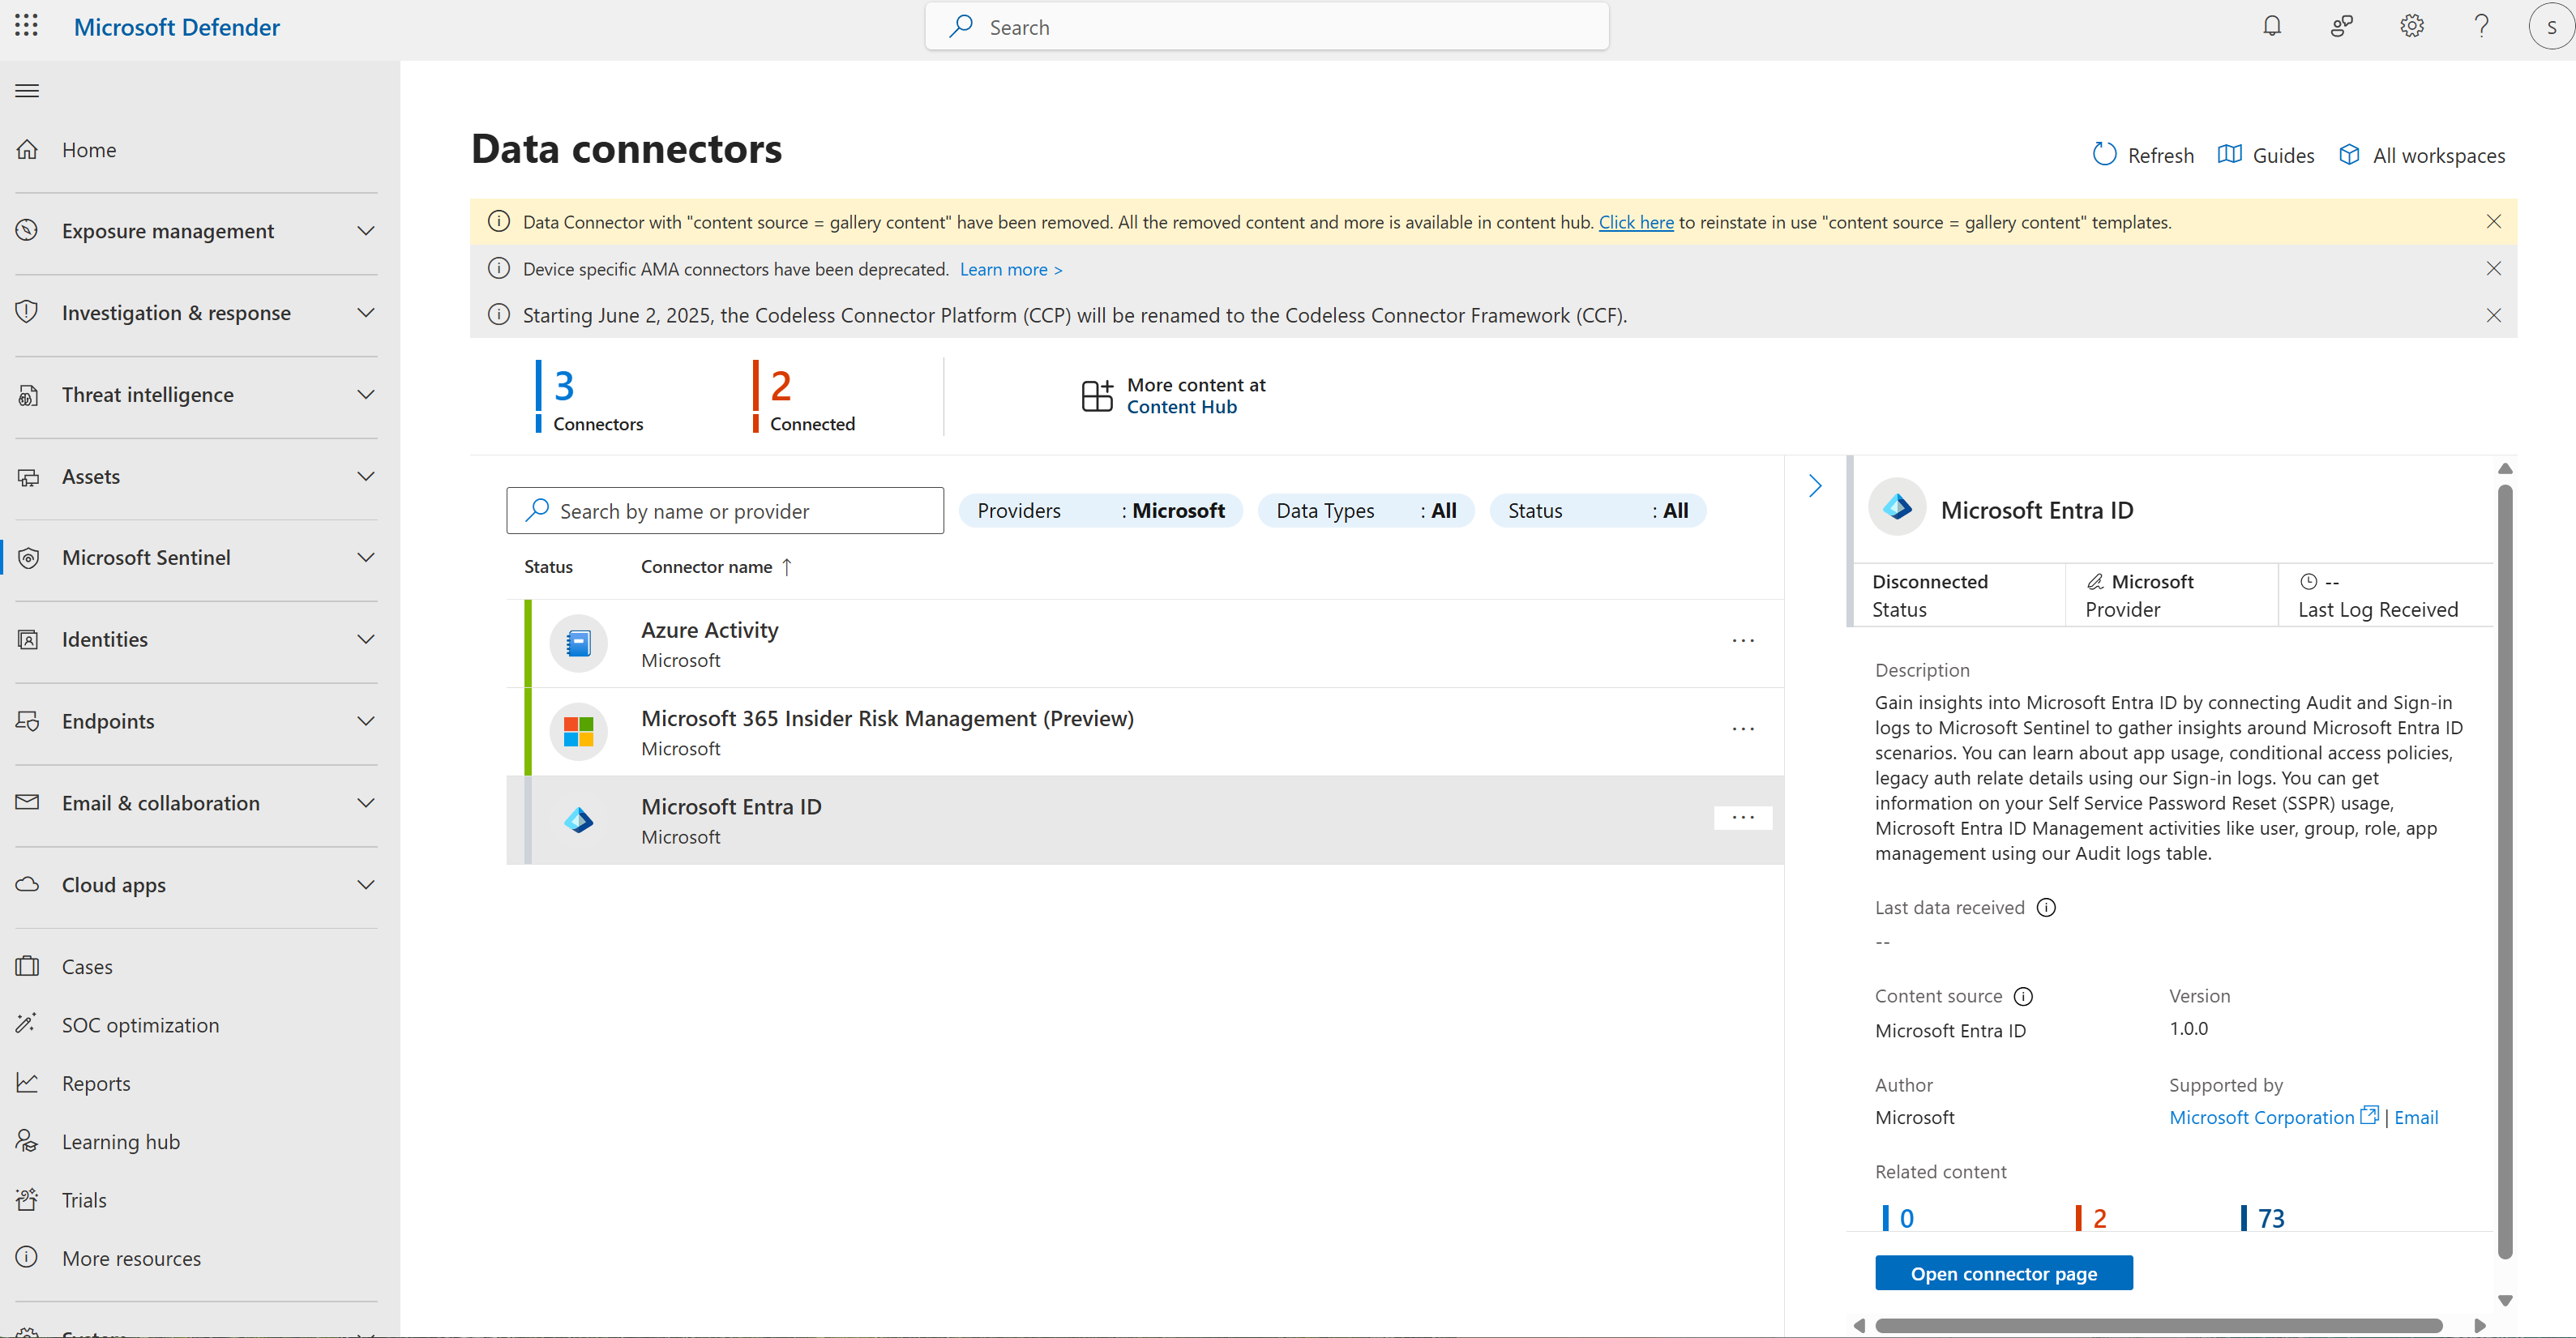 Microsoft Defender
Search
S
Home
Exposure management
Investigation & response
Threat intelligence
Assets
Microsoft Sentinel
Identities
Endpoints
Email & collaboration
Cloud apps
Cases
SOC optimization
Reports
Learning hub
Trials
More resources
System
Data connectors
Refresh
Guides
All workspaces
Data Connector with "content source = gallery content" have been removed. All the removed content and more is available in content hub. Click here to reinstate in use "content source = gallery content" templates.
Device specific AMA connectors have been deprecated. Learn more >
Starting June 2, 2025, the Codeless Connector Platform (CCP) will be renamed to the Codeless Connector Framework (CCF).
3
Connectors
2
Connected
More content at
Content Hub
Search by name or provider
Providers : Microsoft
Data Types : All
Status : All
Status
Connector name ↑
Azure Activity
Microsoft
Microsoft 365 Insider Risk Management (Preview)
Microsoft
Microsoft Entra ID
Microsoft
Microsoft Entra ID
Disconnected
Status
Microsoft
Provider
--
Last Log Received
Description
Gain insights into Microsoft Entra ID by connecting Audit and Sign-in
logs to Microsoft Sentinel to gather insights around Microsoft Entra ID
scenarios. You can learn about app usage, conditional access policies,
legacy auth relate details using our Sign-in logs. You can get
information on your Self Service Password Reset (SSPR) usage,
Microsoft Entra ID Management activities like user, group, role, app
management using our Audit logs table.
Last data received
--
Content source
Microsoft Entra ID
Version
1.0.0
Author
Microsoft
Supported by
Microsoft Corporation | Email
Related content
0
2
73
Open connector page